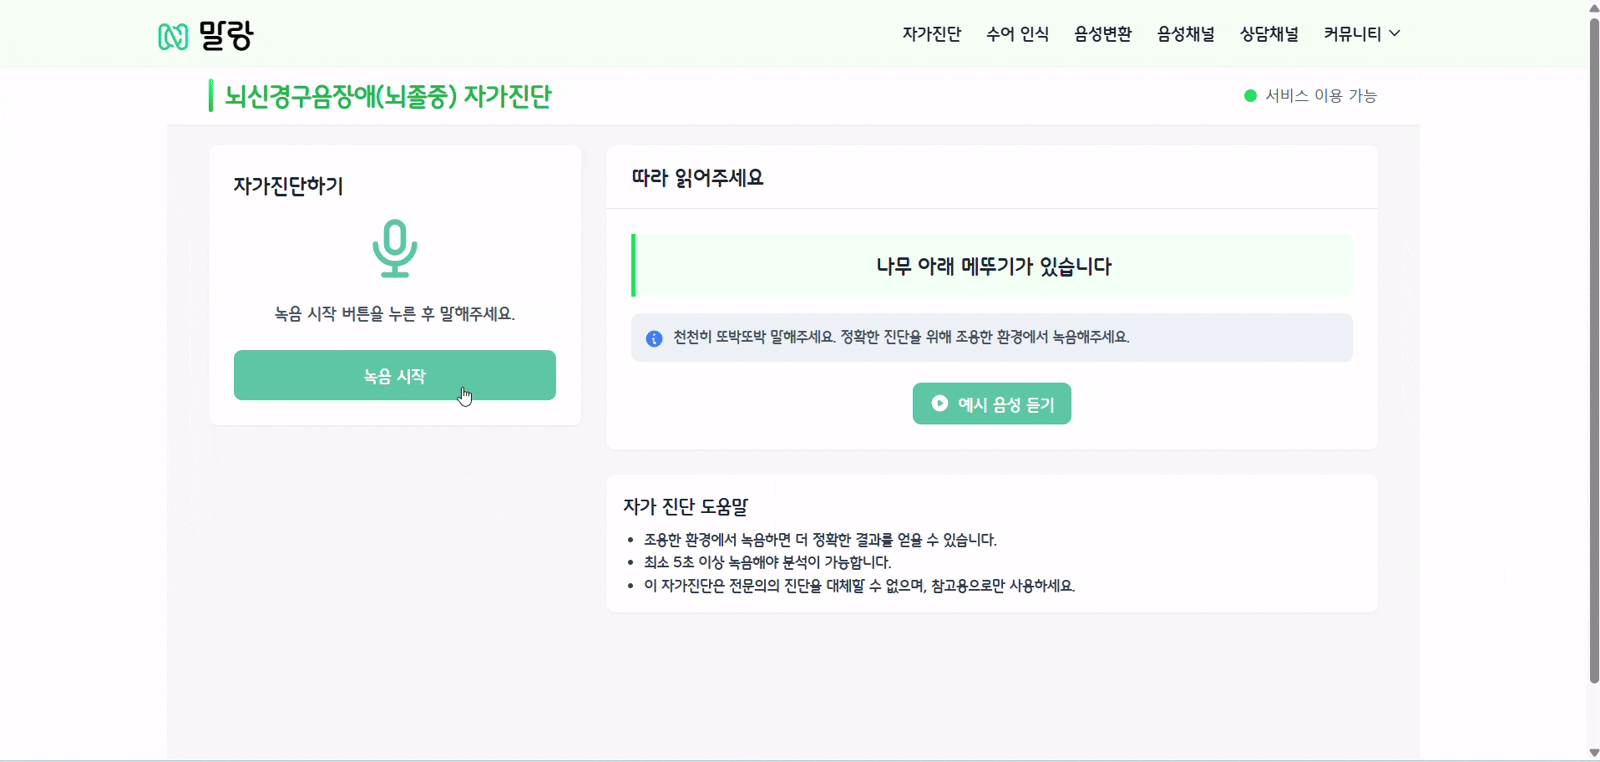 말랑
자가진단 수어 인식 음성변환 음성채널 상담채널 커뮤니티
뇌신경구음장애(뇌졸중) 자가진단
서비스 이용 가능
자가진단하기
녹음 시작 버튼을 누른 후 말해주세요.
녹음 시작
따라 읽어주세요
나무 아래 메뚜기가 있습니다
천천히 또박또박 말해주세요. 정확한 진단을 위해 조용한 환경에서 녹음해주세요.
예시 음성 듣기
자가 진단 도움말
• 조용한 환경에서 녹음하면 더 정확한 결과를 얻을 수 있습니다.
• 최소 5초 이상 녹음해야 분석이 가능합니다.
• 이 자가진단은 전문의의 진단을 대체할 수 없으며, 참고용으로만 사용하세요.